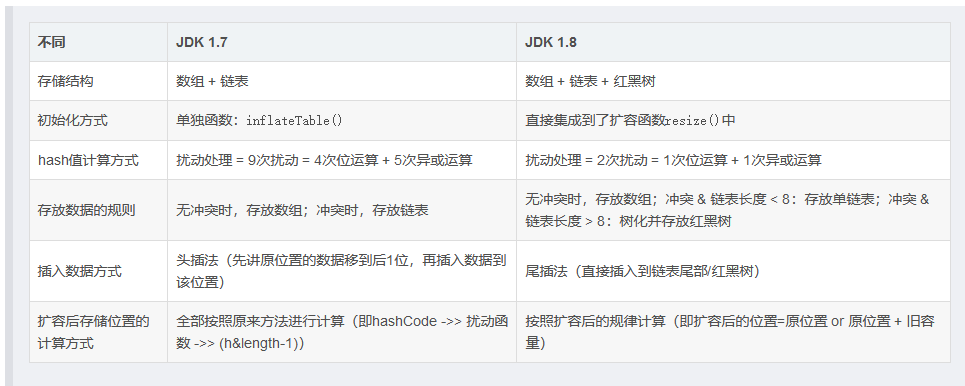 不同 JDK 1.7 JDK 1.8
存储结构 数组 + 链表 数组 + 链表 + 红黑树
初始化方式 单独函数：inflateTable() 直接集成到了扩容函数resize()中
hash值计算方式 扰动处理 = 9次扰动 = 4次位运算 + 5次异或运算 扰动处理 = 2次扰动 = 1次位运算 + 1次异或运算
存放数据的规则 无冲突时，存放数组；冲突时，存放链表 无冲突时，存放数组；冲突 & 链表长度 < 8：存放单链表；冲突 &
链表长度 > 8：树化并存放红黑树
插入数据方式 头插法（先讲原位置的数据移到后1位，再插入数据到
该位置） 尾插法（直接插入到链表尾部/红黑树）
扩容后存储位置的
计算方式 全部按照原来方法进行计算（即hashCode ->> 扰动函
数 ->> (h&length-1)） 按照扩容后的规律计算（即扩容后的位置=原位置 or 原位置 + 旧容
量）